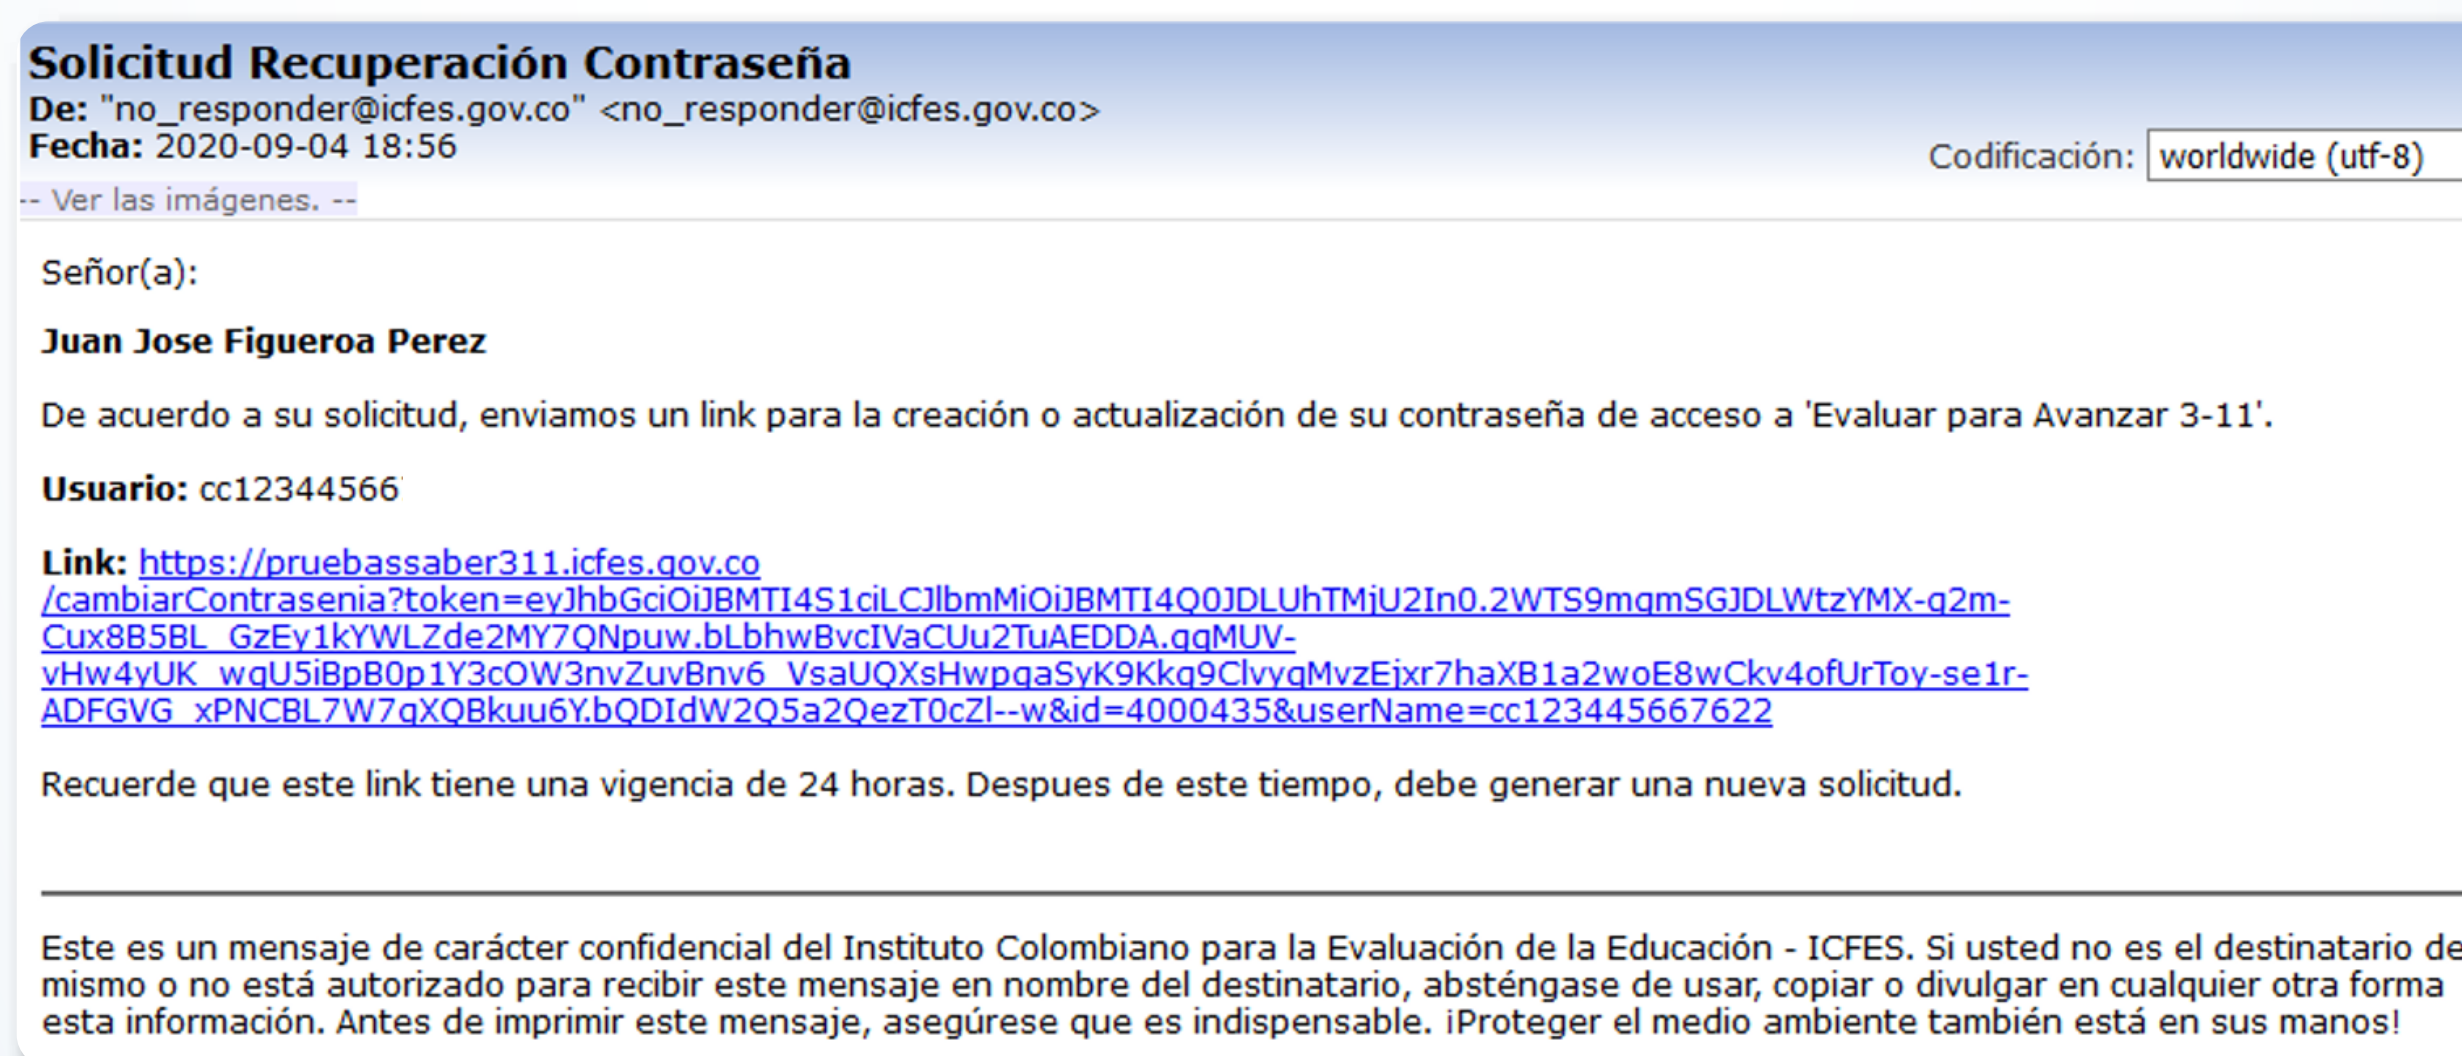 Solicitud Recuperación Contraseña
De: "no_responder@icfes.gov.co" <no_responder@icfes.gov.co>
Fecha: 2020-09-04 18:56
Codificación: worldwide (utf-8)
-- Ver las imágenes. --
Señor(a):
Juan Jose Figueroa Perez
De acuerdo a su solicitud, enviamos un link para la creación o actualización de su contraseña de acceso a 'Evaluar para Avanzar 3-11'.
Usuario: cc123445667
Link: https://pruebassaber311.icfes.gov.co
/cambiarContrasenia?token=eyJhbGciOiJBMTI4S1ciLCJlbmMiOiJBMTI4Q0JDLUhTMjU2In0.2WTS9mqmSGJDLWtzYMX-q2m-
Cux8B5BL_GzEy1kYWLZde2MY7QNpuw.bLbhwBvcIVaCUu2TuAEDDA.qqMUV-
vHw4yUK_wqU5iBpB0p1Y3cOW3nvZuvBnv6_VsaUQXsHwpqaSyK9Kkq9ClvyqMvzEjxr7haXB1a2woE8wCkv4ofUrToy-se1r-
ADFGVG_xPNCBL7W7qXQBkuu6Y.bQDIdW2Q5a2QezT0cZl--w&id=4000435&userName=cc123445667622
Recuerde que este link tiene una vigencia de 24 horas. Despues de este tiempo, debe generar una nueva solicitud.
Este es un mensaje de carácter confidencial del Instituto Colombiano para la Evaluación de la Educación - ICFES. Si usted no es el destinatario de
mismo o no está autorizado para recibir este mensaje en nombre del destinatario, absténgase de usar, copiar o divulgar en cualquier otra forma
esta información. Antes de imprimir este mensaje, asegúrese que es indispensable. ¡Proteger el medio ambiente también está en sus manos!